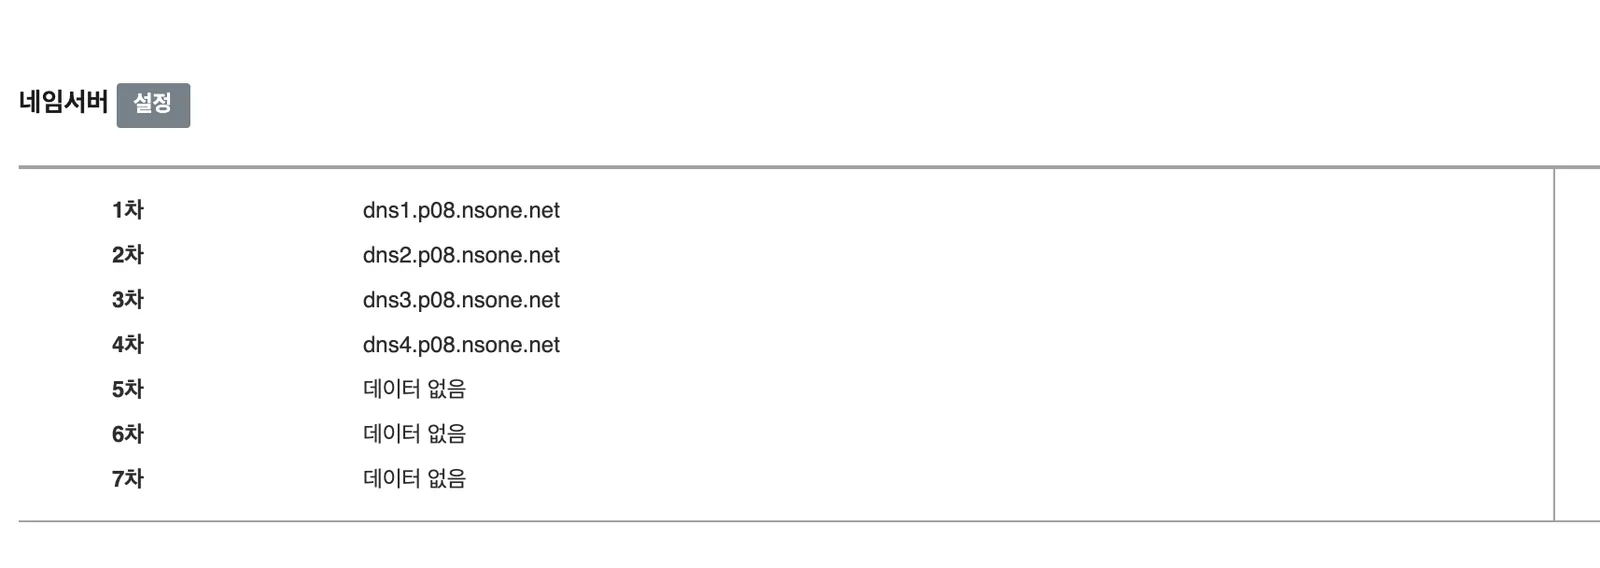 네임서버 설정
1차 dns1.p08.nsone.net
2차 dns2.p08.nsone.net
3차 dns3.p08.nsone.net
4차 dns4.p08.nsone.net
5차 데이터 없음
6차 데이터 없음
7차 데이터 없음